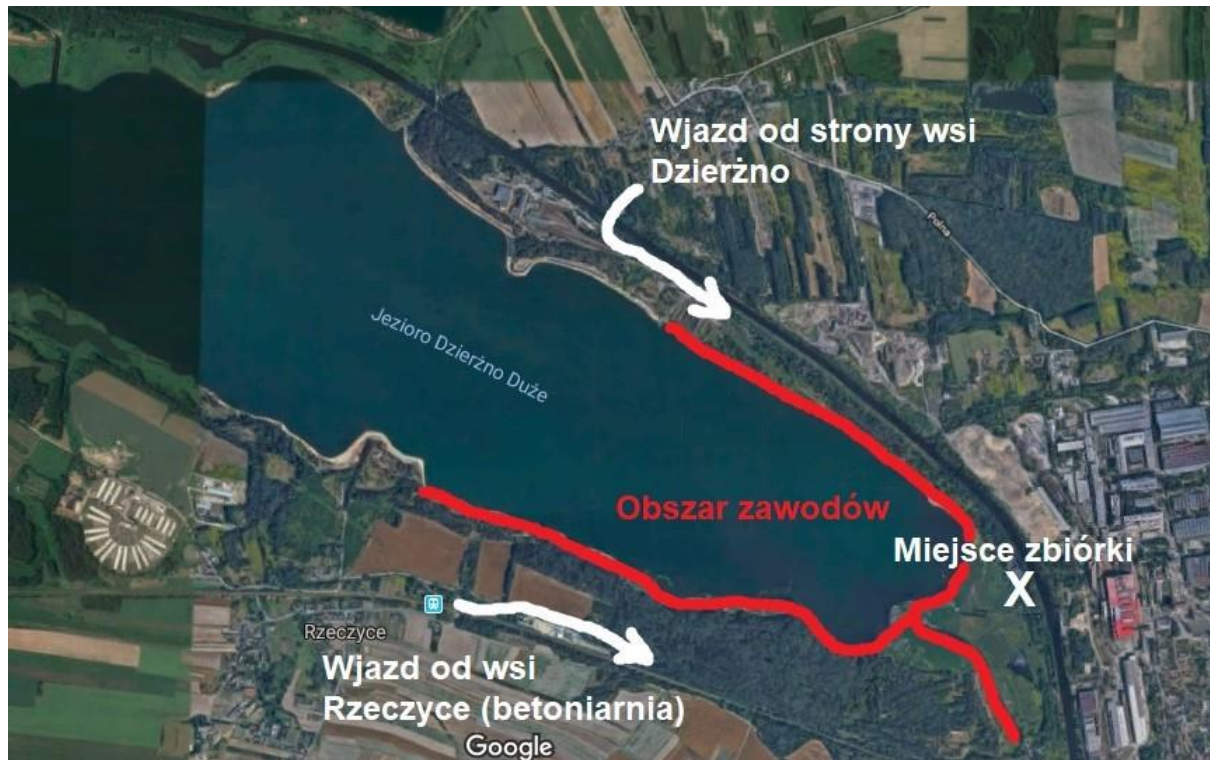 Wjazd od strony wsi
Dzierżno
Polna
Jezioro Dzierżno Duże
Obszar zawodów
Miejsce zbiórki
X
Rzeczyce
Wjazd od wsi
Rzeczyce (betoniarnia)
Google